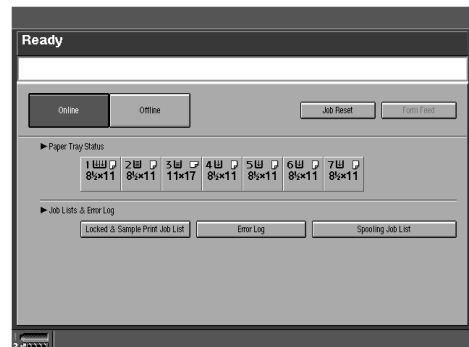 Ready
Online Offline Job Reset Form Feed
►Paper Tray Status
1 2 3 4 5 6 7
8½×11 8½×11 11×17 8½×11 8½×11 8½×11 8½×11
►Job Lists & Error Log
Locked & Sample Print Job List Error Log Spooling Job List
1
2